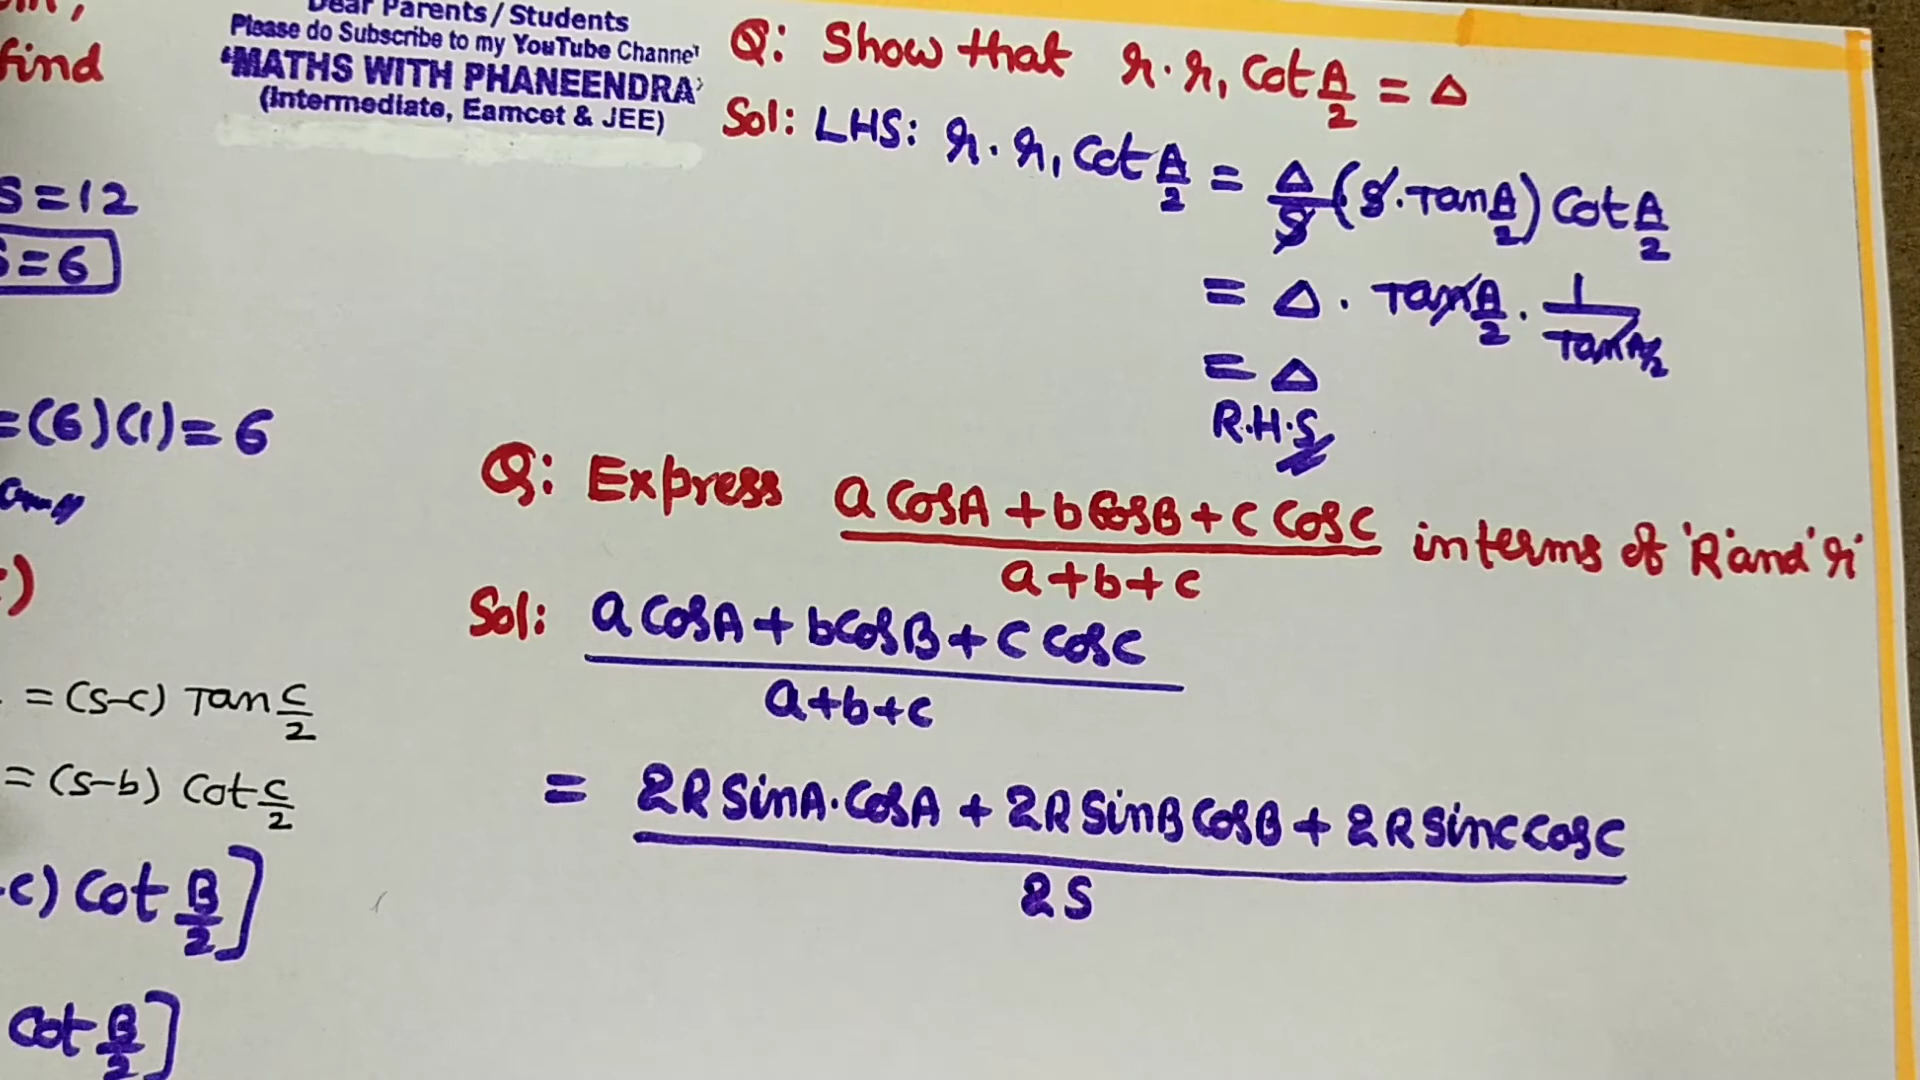 find
S=12
S=6
=(6)(1)=6
= (S-c) Tan C/2
= (S-b) Cot C/2
-c) Cot B/2]
Cot B/2]
Dear Parents / Students
Please do Subscribe to my YouTube Channel
'MATHS WITH PHANEENDRA'
(Intermediate, Eamcet & JEE)
Q: Show that r·r₁ Cot A/2 = Δ
Sol: LHS: r·r₁ Cot A/2 = Δ/S (S·Tan A/2) Cot A/2
= Δ · Tan A/2 · 1/Tan A/2
= Δ
R.H.S
Q: Express (a CosA + b CosB + c CosC)/(a+b+c) in terms of 'R' and 'r'
Sol: (a CosA + b CosB + c CosC)/(a+b+c)
= (2R SinA·CosA + 2R SinB CosB + 2R SinC CosC)/2S